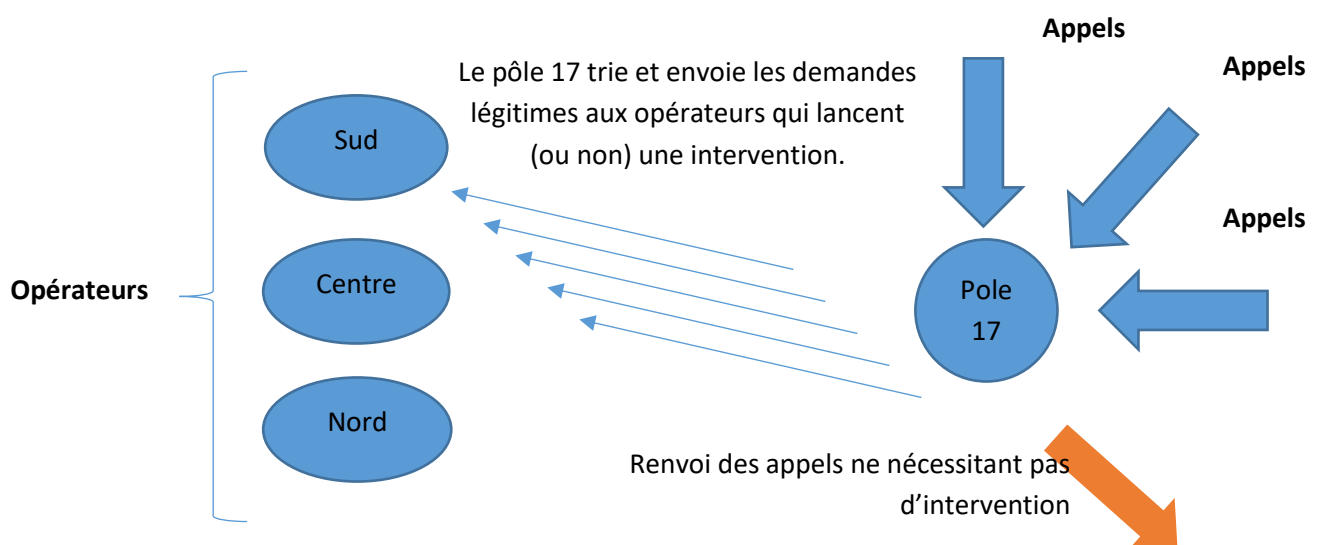 Appels
Appels
Le pôle 17 trie et envoie les demandes
légitimes aux opérateurs qui lancent
(ou non) une intervention.
Sud
Appels
Opérateurs
Centre
Pole
17
Nord
Renvoi des appels ne nécessitant pas
d’intervention